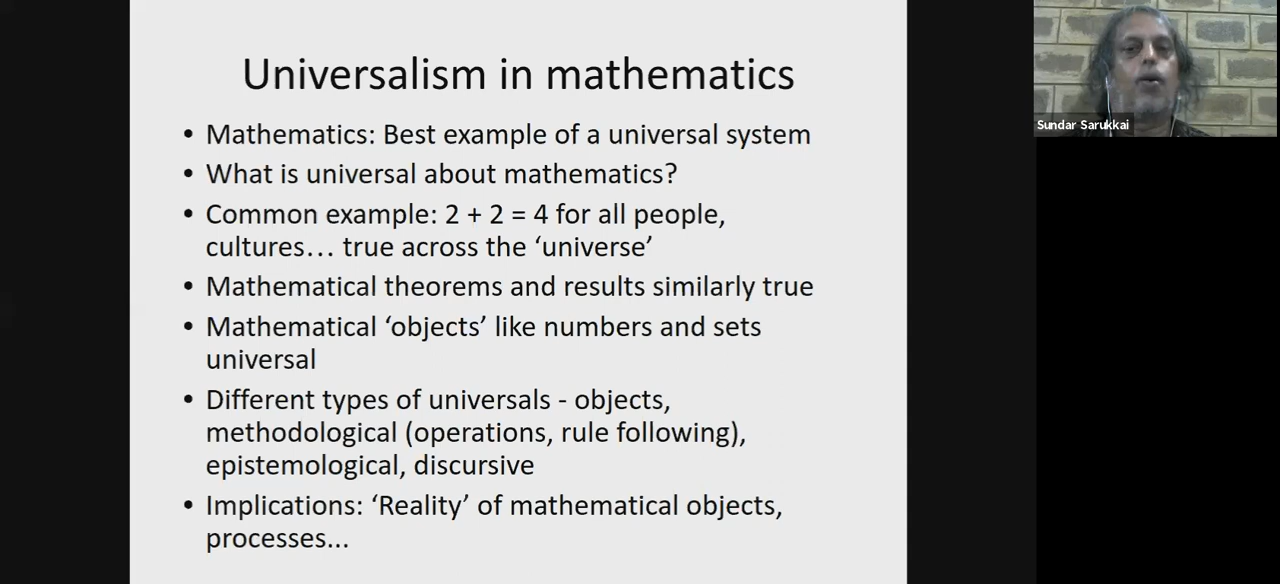 Universalism in mathematics
• Mathematics: Best example of a universal system
• What is universal about mathematics?
• Common example: 2 + 2 = 4 for all people,
cultures… true across the ‘universe’
• Mathematical theorems and results similarly true
• Mathematical ‘objects’ like numbers and sets
universal
• Different types of universals - objects,
methodological (operations, rule following),
epistemological, discursive
• Implications: ‘Reality’ of mathematical objects,
processes...
Sundar Sarukkai